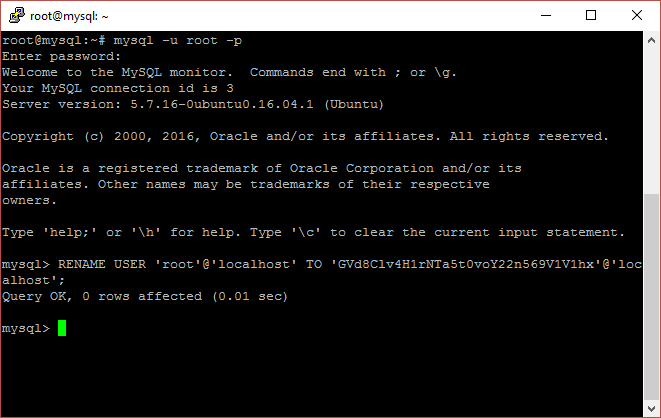 root@mysql: ~
root@mysql:~# mysql -u root -p
Enter password:
Welcome to the MySQL monitor.  Commands end with ; or \g.
Your MySQL connection id is 3
Server version: 5.7.16-0ubuntu0.16.04.1 (Ubuntu)
Copyright (c) 2000, 2016, Oracle and/or its affiliates. All rights reserved.
Oracle is a registered trademark of Oracle Corporation and/or its
affiliates. Other names may be trademarks of their respective
owners.
Type 'help;' or '\h' for help. Type '\c' to clear the current input statement.
mysql> RENAME USER 'root'@'localhost' TO 'GVd8Clv4H1rNTa5t0voY22n569V1V1hx'@'loc
alhost';
Query OK, 0 rows affected (0.01 sec)
mysql>